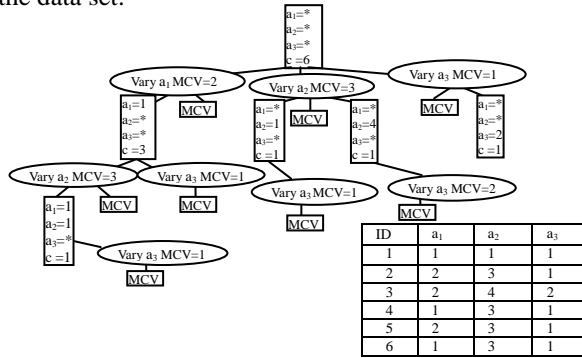 the data set.
a₁=*
a₂=*
a₃=*
c =6
Vary a₁ MCV=2
Vary a₂ MCV=3
Vary a₃ MCV=1
a₁=1
a₂=*
a₃=*
c =3
MCV
a₁=*
a₂=1
a₃=*
c =1
MCV
a₁=*
a₂=4
a₃=*
c =1
MCV
a₁=*
a₂=*
a₃=2
c =1
Vary a₂ MCV=3
Vary a₃ MCV=1
Vary a₃ MCV=1
Vary a₃ MCV=2
a₁=1
a₂=1
a₃=*
c =1
MCV
MCV
MCV
MCV
Vary a₃ MCV=1
MCV
ID a₁ a₂ a₃
1 1 1 1
2 2 3 1
3 2 4 2
4 1 3 1
5 2 3 1
6 1 3 1